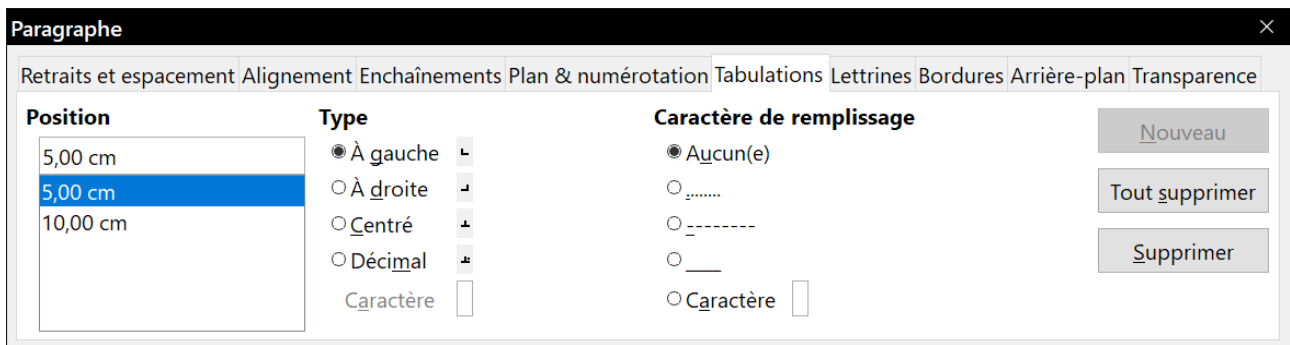 Paragraphe
Retraits et espacement Alignement Enchaînements Plan & numérotation Tabulations Lettrines Bordures Arrière-plan Transparence
Position Type Caractère de remplissage
Nouveau
5,00 cm À gauche Aucun(e)
5,00 cm À droite ........ Tout supprimer
10,00 cm Centré --------
Décimal ____ Supprimer
Caractère Caractère